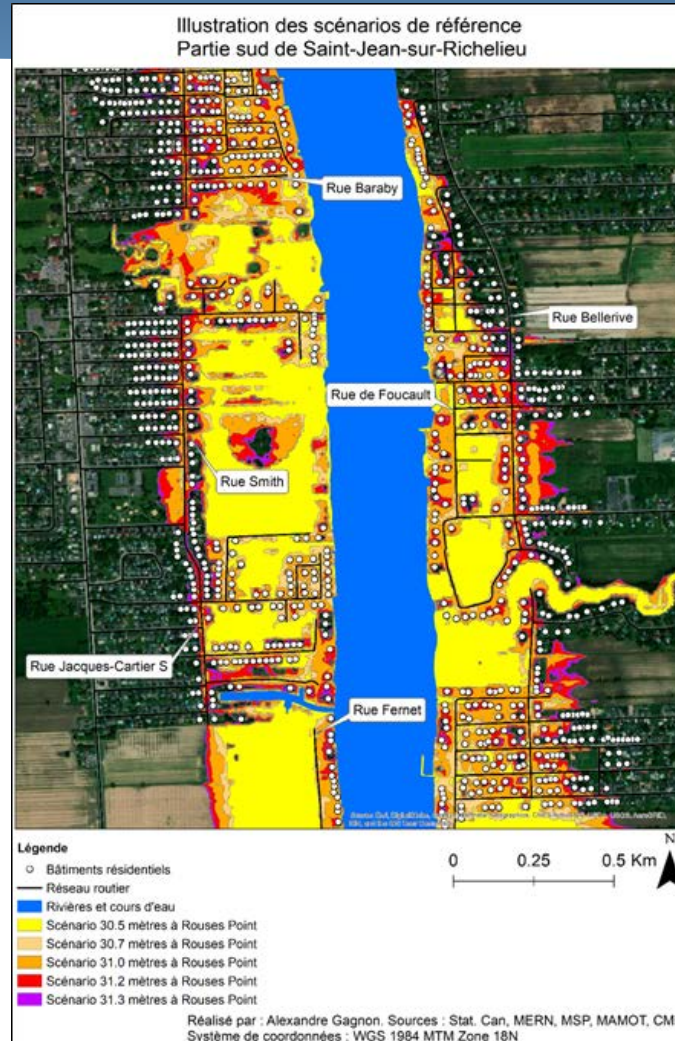 Illustration des scénarios de référence
Partie sud de Saint-Jean-sur-Richelieu
Rue Baraby
Rue Bellerive
Rue de Foucault
Rue Smith
Rue Jacques-Cartier S
Rue Fernet
Légende
Bâtiments résidentiels
Réseau routier
Rivières et cours d'eau
Scénario 30.5 mètres à Rouses Point
Scénario 30.7 mètres à Rouses Point
Scénario 31.0 mètres à Rouses Point
Scénario 31.2 mètres à Rouses Point
Scénario 31.3 mètres à Rouses Point
N
0 0.25 0.5 Km
Réalisé par : Alexandre Gagnon. Sources : Stat. Can, MERN, MSP, MAMOT, CM
Système de coordonnées : WGS 1984 MTM Zone 18N